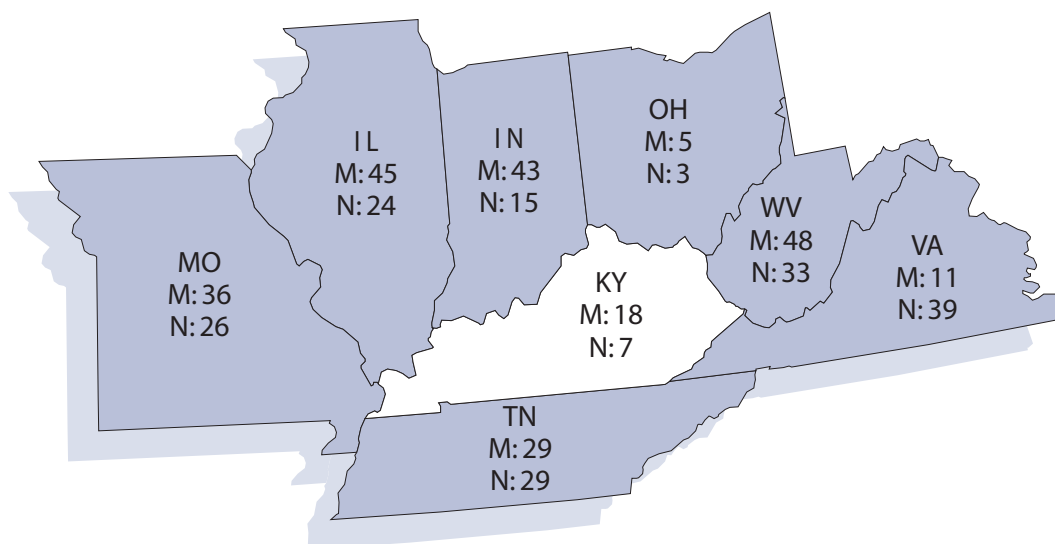 IL
M: 45
N: 24
IN
M: 43
N: 15
OH
M: 5
N: 3
MO
M: 36
N: 26
KY
M: 18
N: 7
WV
M: 48
N: 33
VA
M: 11
N: 39
TN
M: 29
N: 29